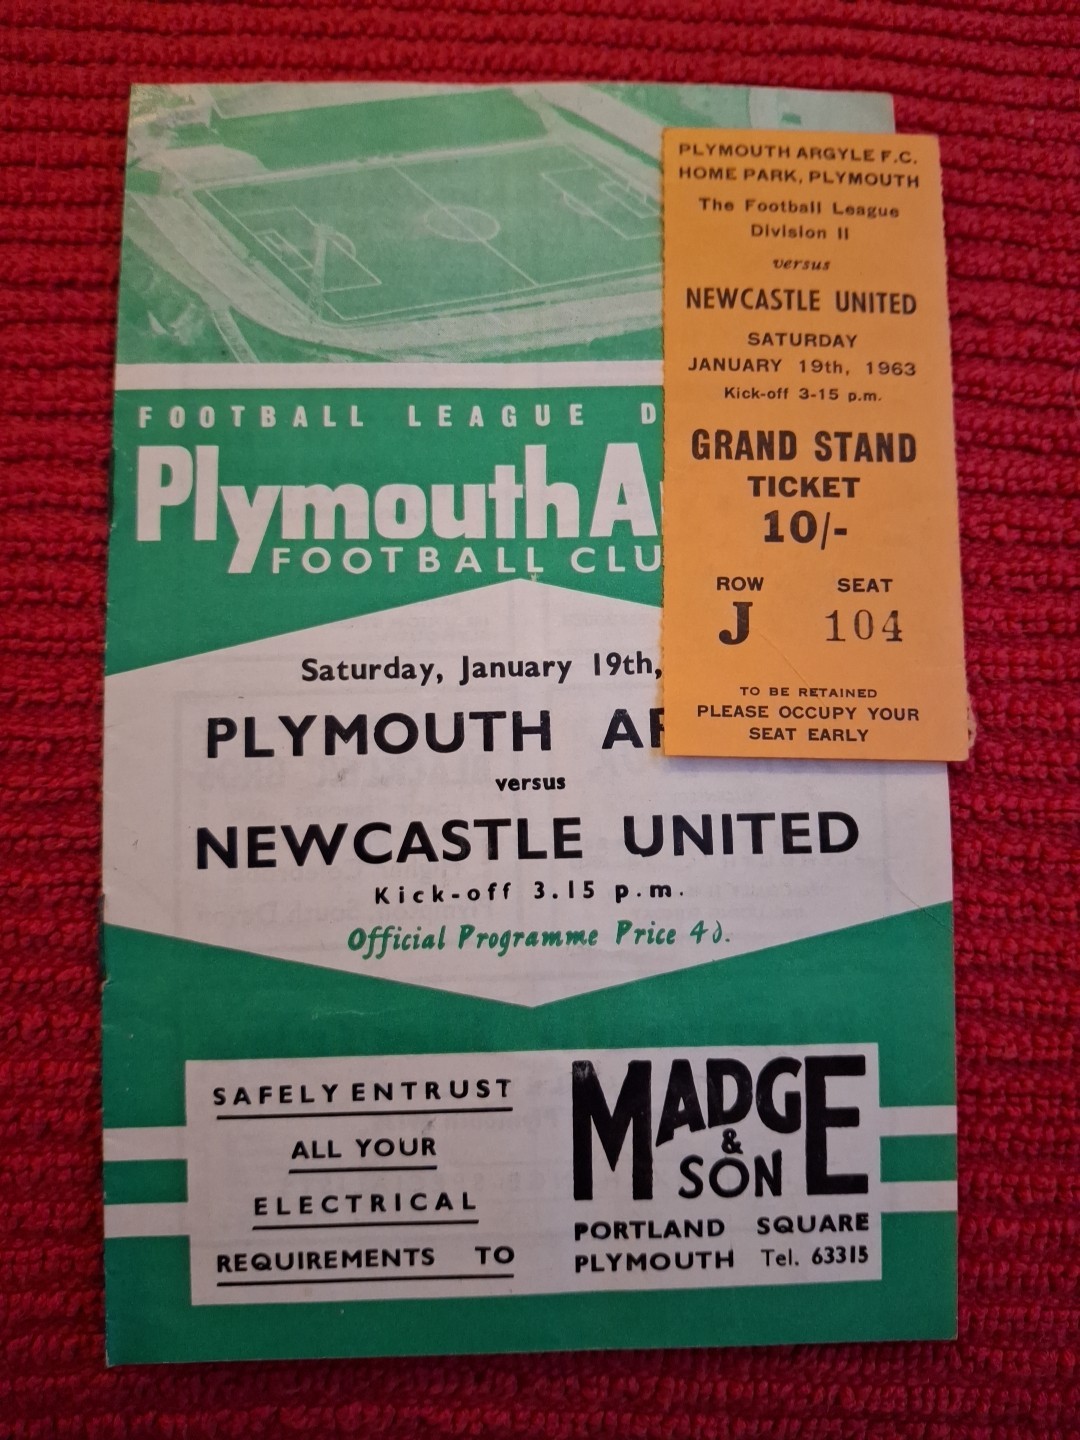 FOOTBALL LEAGUE D
Plymouth A
FOOTBALL CLU
Saturday, January 19th,
PLYMOUTH AR
versus
NEWCASTLE UNITED
Kick-off 3.15 p.m.
Official Programme Price 4d.
SAFELY ENTRUST
ALL YOUR
ELECTRICAL
REQUIREMENTS TO
MADGE
& SON
PORTLAND SQUARE
PLYMOUTH Tel. 63315
PLYMOUTH ARGYLE F.C.
HOME PARK, PLYMOUTH
The Football League
Division II
versus
NEWCASTLE UNITED
SATURDAY
JANUARY 19th, 1963
Kick-off 3-15 p.m.
GRAND STAND
TICKET
10/-
ROW SEAT
J 104
TO BE RETAINED
PLEASE OCCUPY YOUR
SEAT EARLY